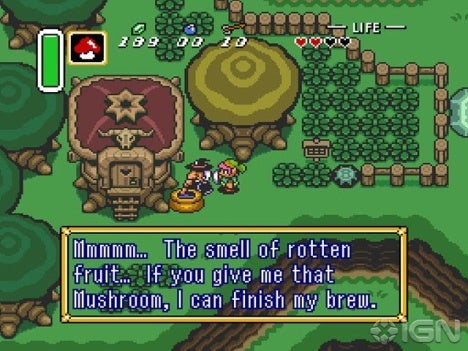 — LIFE —
139 00 10
Mmmmm… The smell of rotten
fruit… If you give me that
Mushroom, I can finish my brew.
IGN